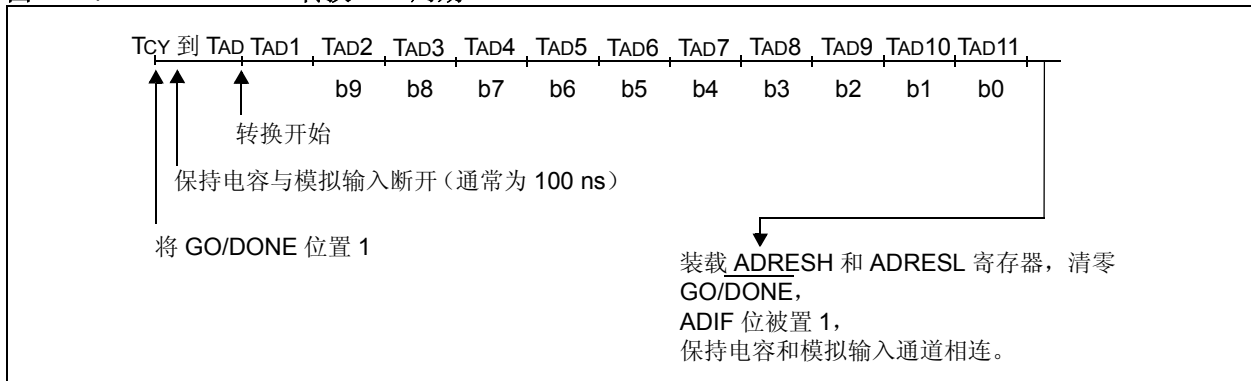 TCY 到 TAD TAD1 TAD2 TAD3 TAD4 TAD5 TAD6 TAD7 TAD8 TAD9 TAD10 TAD11
b9 b8 b7 b6 b5 b4 b3 b2 b1 b0
转换开始
保持电容与模拟输入断开（通常为 100 ns）
将 GO/DONE 位置 1
装载 ADRESH 和 ADRESL 寄存器，清零
GO/DONE，
ADIF 位被置 1，
保持电容和模拟输入通道相连。